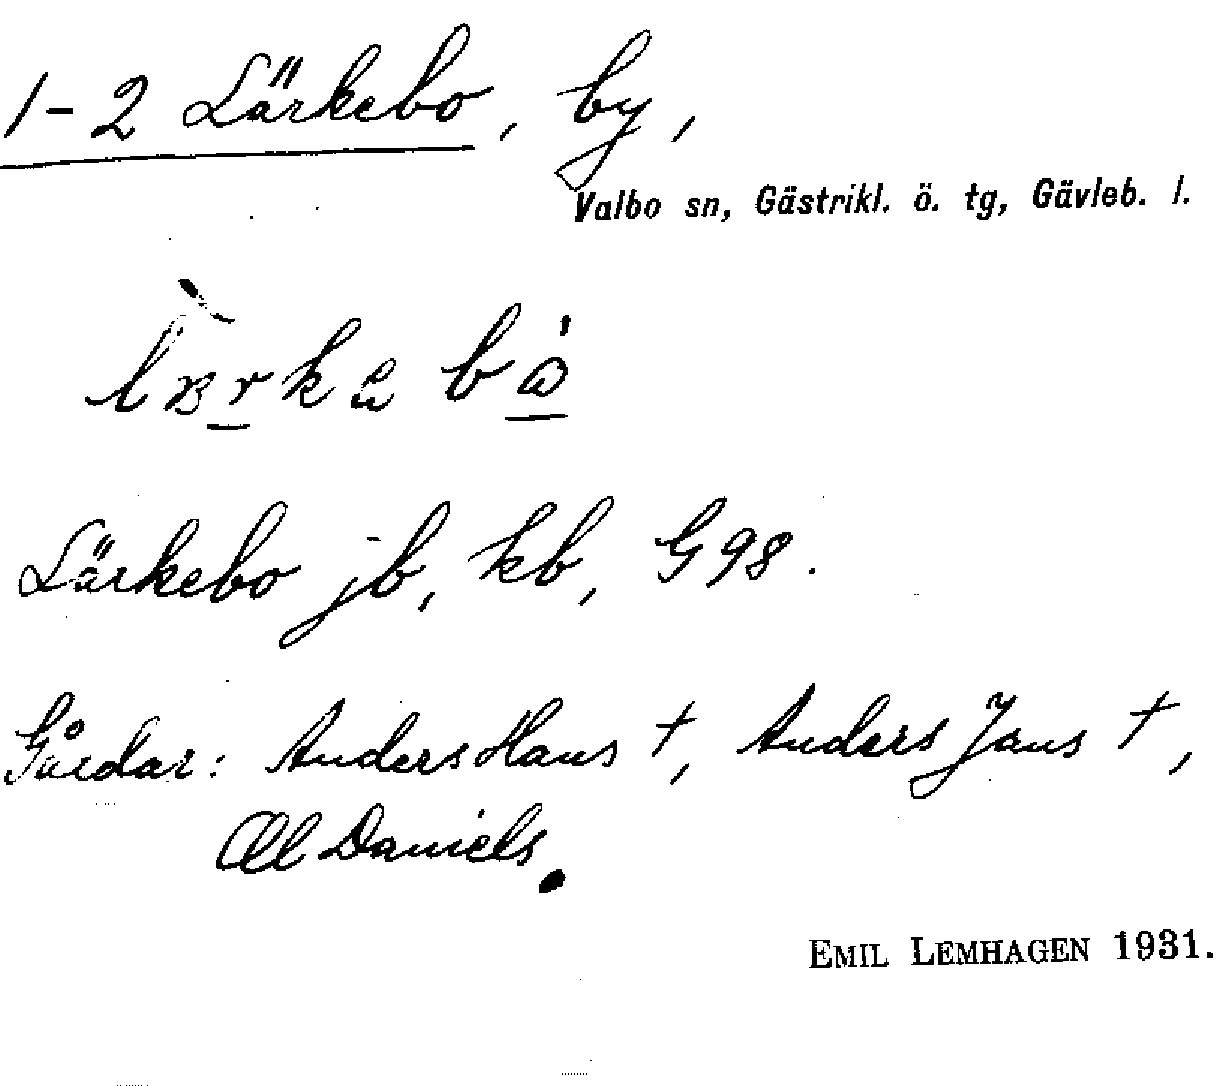 1-2 Lärkebo, by,
Valbo sn, Gästrikl. ö. tg, Gävleb. l.
Lärkebo jb, kb, G 98.
Gårdar: Anders Hans †, Anders Jans †,
Ol Daniels.
EMIL LEMHAGEN 1931.